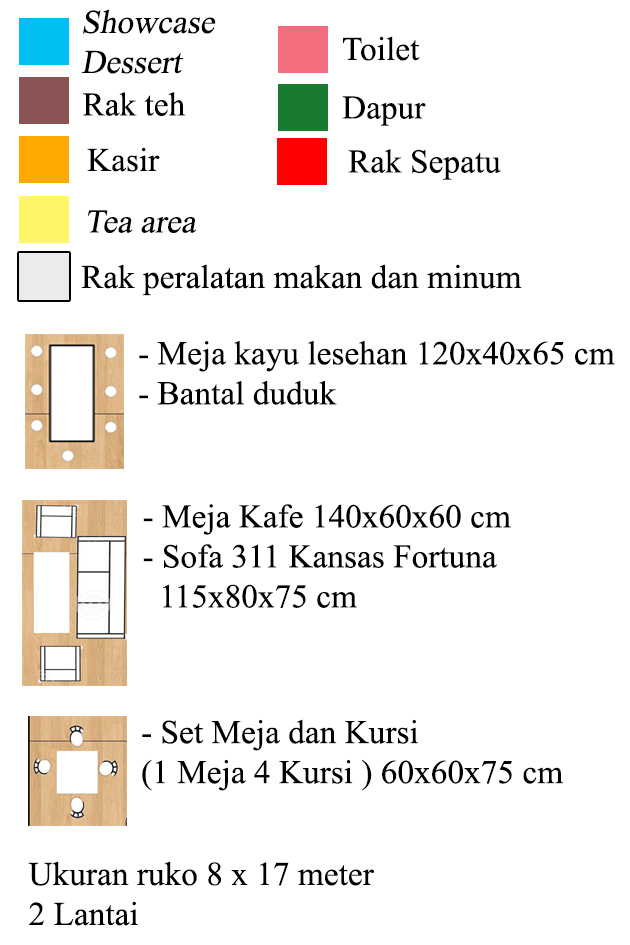 Showcase
Dessert
Toilet
Rak teh
Dapur
Kasir
Rak Sepatu
Tea area
Rak peralatan makan dan minum
- Meja kayu lesehan 120x40x65 cm
- Bantal duduk
- Meja Kafe 140x60x60 cm
- Sofa 311 Kansas Fortuna
115x80x75 cm
- Set Meja dan Kursi
(1 Meja 4 Kursi ) 60x60x75 cm
Ukuran ruko 8 x 17 meter
2 Lantai